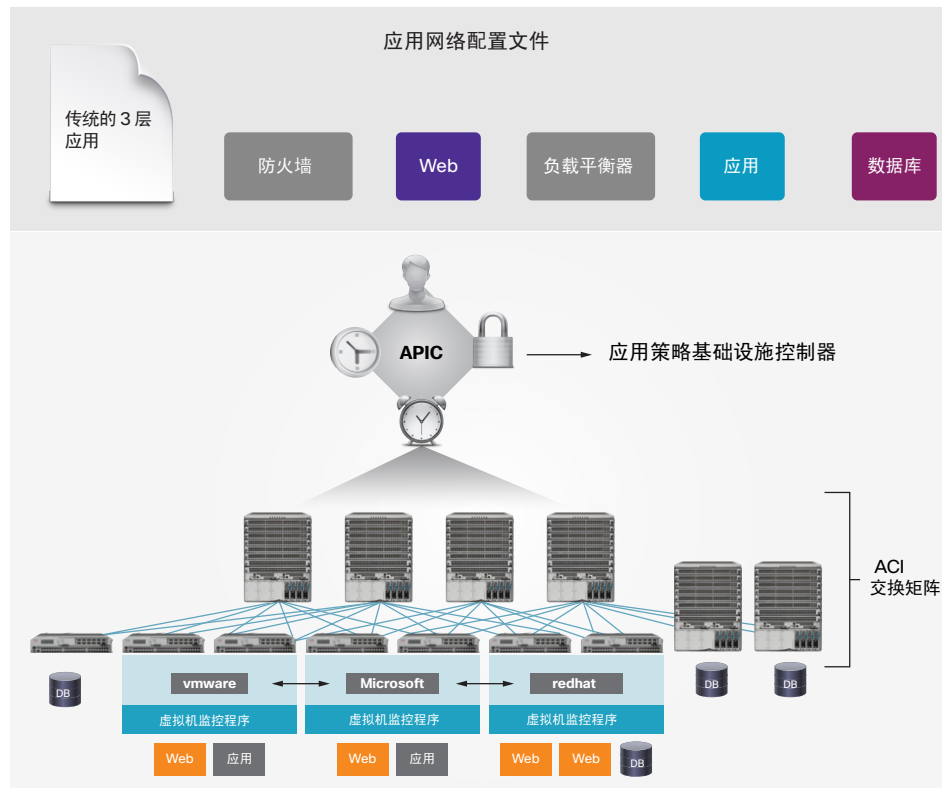 应用网络配置文件
传统的 3 层
应用
防火墙
Web
负载平衡器
应用
数据库
APIC
应用策略基础设施控制器
ACI
交换矩阵
DB
vmware
Microsoft
redhat
DB
DB
虚拟机监控程序
虚拟机监控程序
虚拟机监控程序
Web
应用
Web
应用
Web
Web
DB